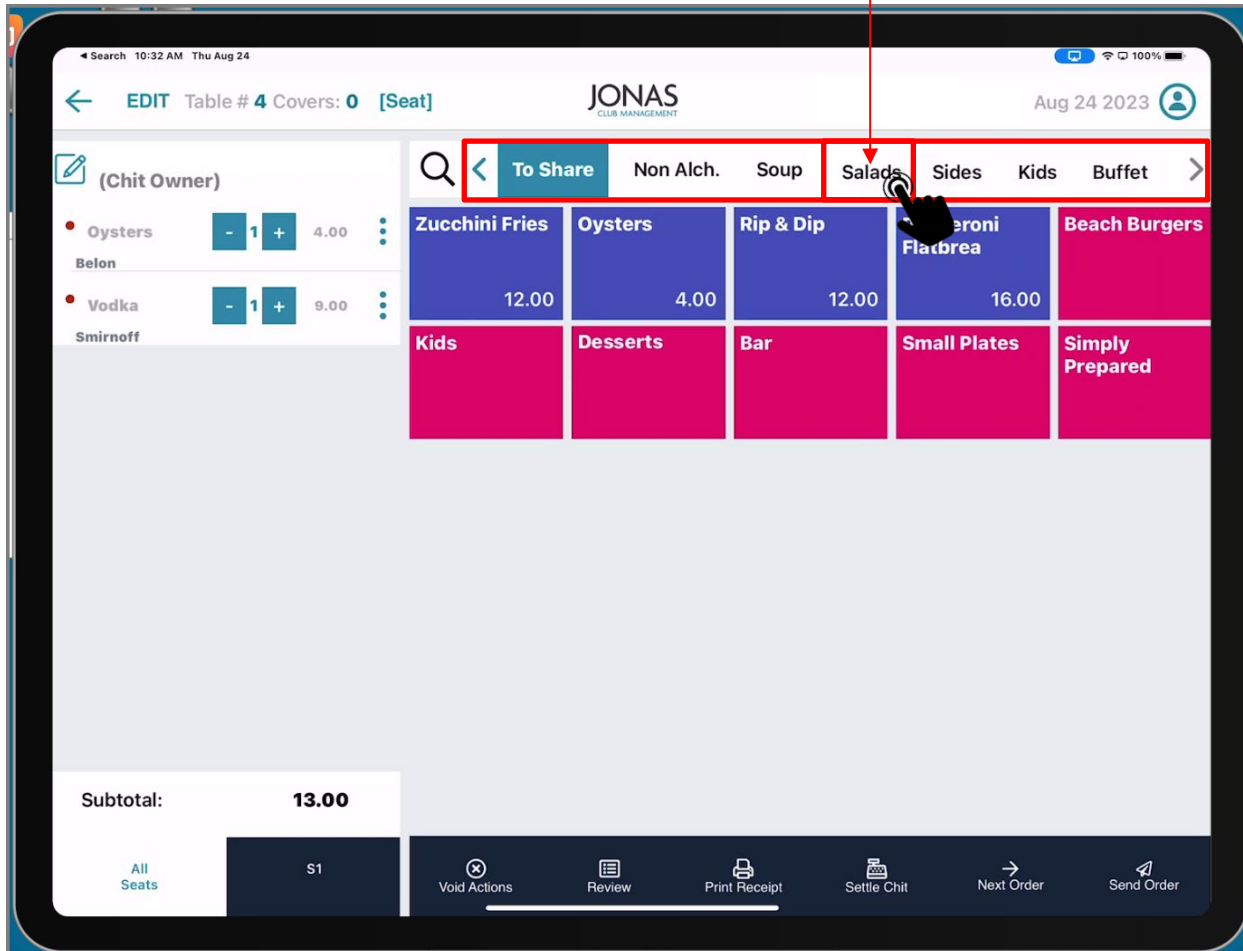 Search 10:32 AM Thu Aug 24
100%
EDIT Table # 4 Covers: 0 [Seat]
JONAS
CLUB MANAGEMENT
Aug 24 2023
(Chit Owner)
To Share Non Alch. Soup Salads Sides Kids Buffet
Oysters - 1 + 4.00
Belon
Vodka - 1 + 9.00
Smirnoff
Zucchini Fries
12.00
Oysters
4.00
Rip & Dip
12.00
eroni
Flatbrea
16.00
Beach Burgers
Kids
Desserts
Bar
Small Plates
Simply
Prepared
Subtotal: 13.00
All
Seats
S1
Void Actions
Review
Print Receipt
Settle Chit
Next Order
Send Order